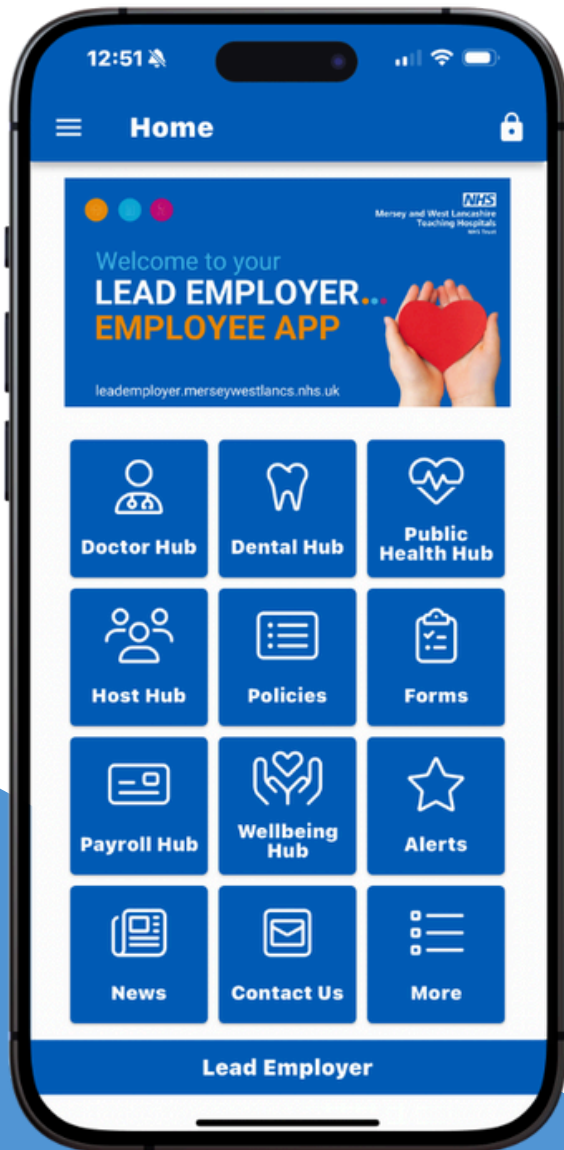 12:51
Home
NHS
Mersey and West Lancashire
Teaching Hospitals
NHS Trust
Welcome to your
LEAD EMPLOYER...
EMPLOYEE APP
leademployer.merseywestlancs.nhs.uk
Doctor Hub
Dental Hub
Public
Health Hub
Host Hub
Policies
Forms
Payroll Hub
Wellbeing
Hub
Alerts
News
Contact Us
More
Lead Employer